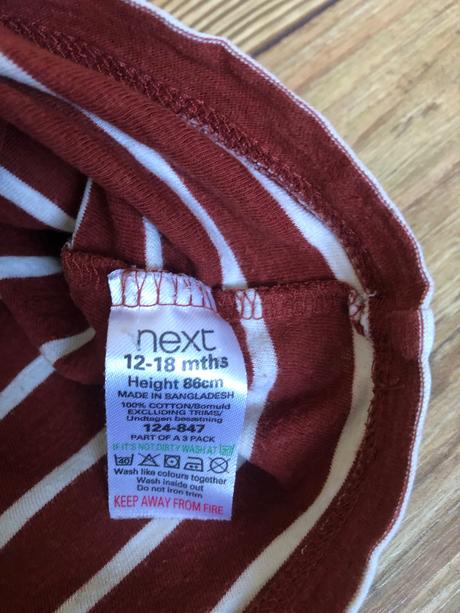 next
12-18 mths
Height 86cm
MADE IN BANGLADESH
100% COTTON/Bomuld
EXCLUDING TRIMS/
Undtagen besætning
124-847
PART OF A 3 PACK
IF IT'S NOT DIRTY WASH AT 30
40
Wash like colours together
Wash inside out
Do not iron trim
KEEP AWAY FROM FIRE